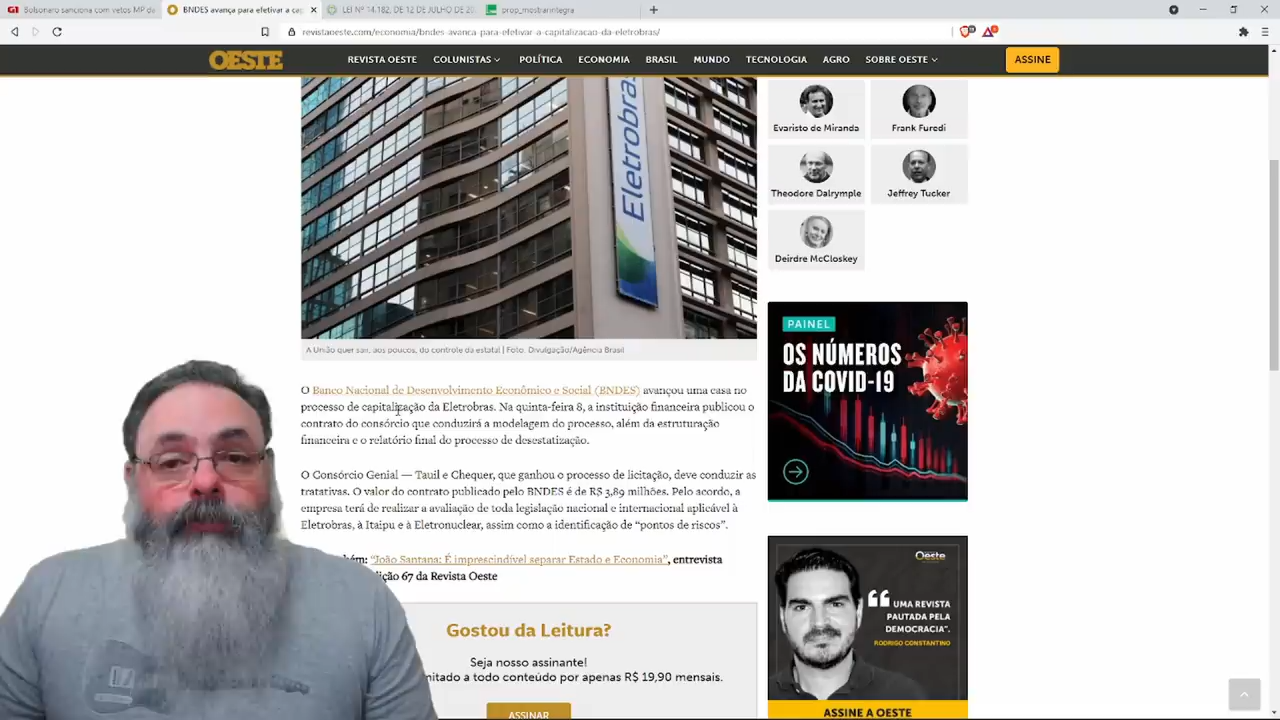 Bolsonaro sanciona com vetos MP da
BNDES avança para efetivar a cap
LEI Nº 14.182, DE 12 DE JULHO DE 20
prop_mostrarintegra
revistaoeste.com/economia/bndes-avanca-para-efetivar-a-capitalizacao-da-eletrobras/
OESTE
REVISTA OESTE
COLUNISTAS
POLÍTICA
ECONOMIA
BRASIL
MUNDO
TECNOLOGIA
AGRO
SOBRE OESTE
ASSINE
Eletrobras
A União quer sair, aos poucos, do controle da estatal | Foto: Divulgação/Agência Brasil
O Banco Nacional de Desenvolvimento Econômico e Social (BNDES) avançou uma casa no
processo de capitalização da Eletrobras. Na quinta-feira 8, a instituição financeira publicou o
contrato do consórcio que conduzirá a modelagem do processo, além da estruturação
financeira e o relatório final do processo de desestatização.
O Consórcio Genial — Tauil e Chequer, que ganhou o processo de licitação, deve conduzir as
tratativas. O valor do contrato publicado pelo BNDES é de R$ 3,89 milhões. Pelo acordo, a
empresa terá de realizar a avaliação de toda legislação nacional e internacional aplicável à
Eletrobras, à Itaipu e à Eletronuclear, assim como a identificação de “pontos de riscos”.
“João Santana: É imprescindível separar Estado e Economia”, entrevista
67 da Revista Oeste
Gostou da Leitura?
Seja nosso assinante!
a todo conteúdo por apenas R$ 19,90 mensais.
ASSINAR
Evaristo de Miranda
Frank Furedi
Theodore Dalrymple
Jeffrey Tucker
Deirdre McCloskey
PAINEL
OS NÚMEROS
DA COVID-19
Oeste
“UMA REVISTA
PAUTADA PELA
DEMOCRACIA”.
RODRIGO CONSTANTINO
ASSINE A OESTE